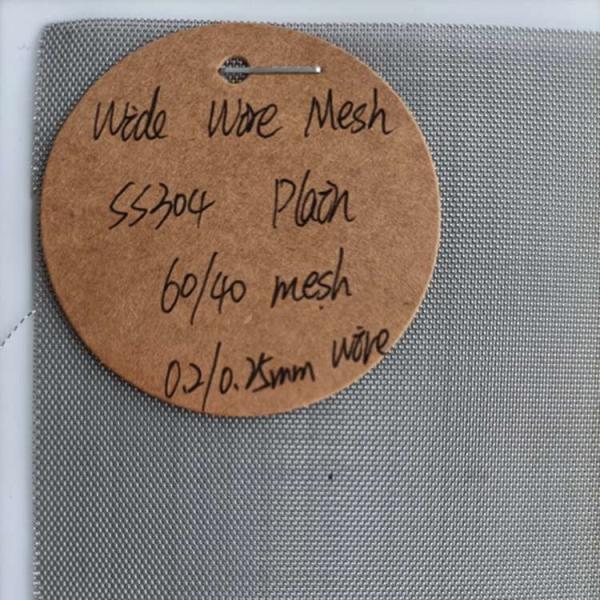 Wide Wire Mesh
SS304 Plain
60/40 mesh
0.2/0.25mm wire